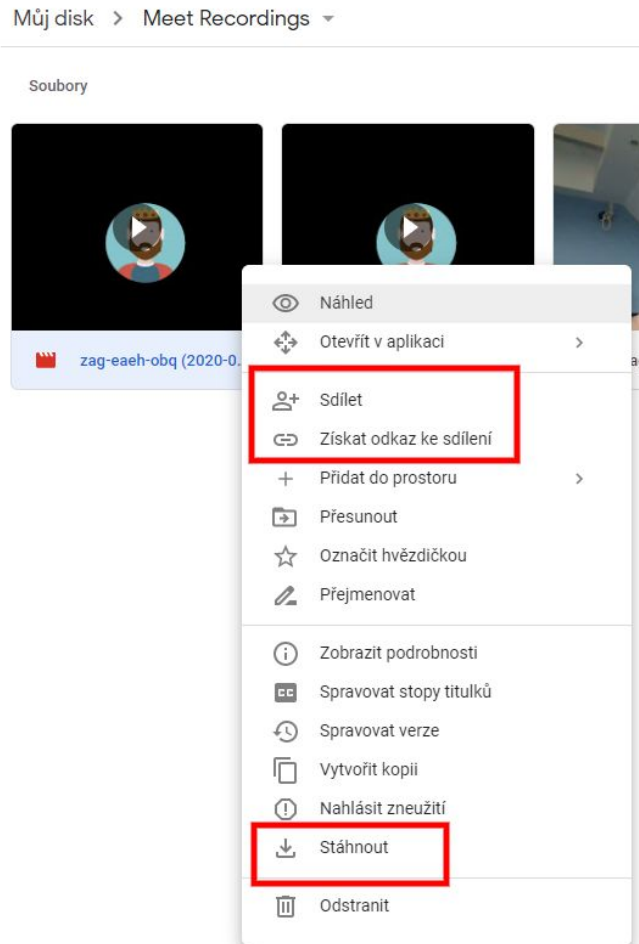 Můj disk > Meet Recordings
Soubory
zag-eaeh-obq (2020-0...
Náhled
Otevřít v aplikaci
Sdílet
Získat odkaz ke sdílení
Přidat do prostoru
Přesunout
Označit hvězdičkou
Přejmenovat
Zobrazit podrobnosti
CC Spravovat stopy titulků
Spravovat verze
Vytvořit kopii
Nahlásit zneužití
Stáhnout
Odstranit